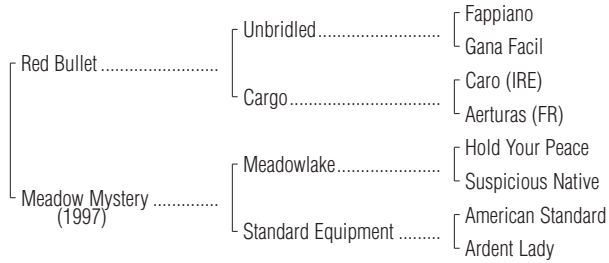 Fappiano
Unbridled
Gana Facil
Red Bullet
Caro (IRE)
Cargo
Aerturas (FR)
Hold Your Peace
Meadowlake
Suspicious Native
Meadow Mystery
(1997)
American Standard
Standard Equipment
Ardent Lady